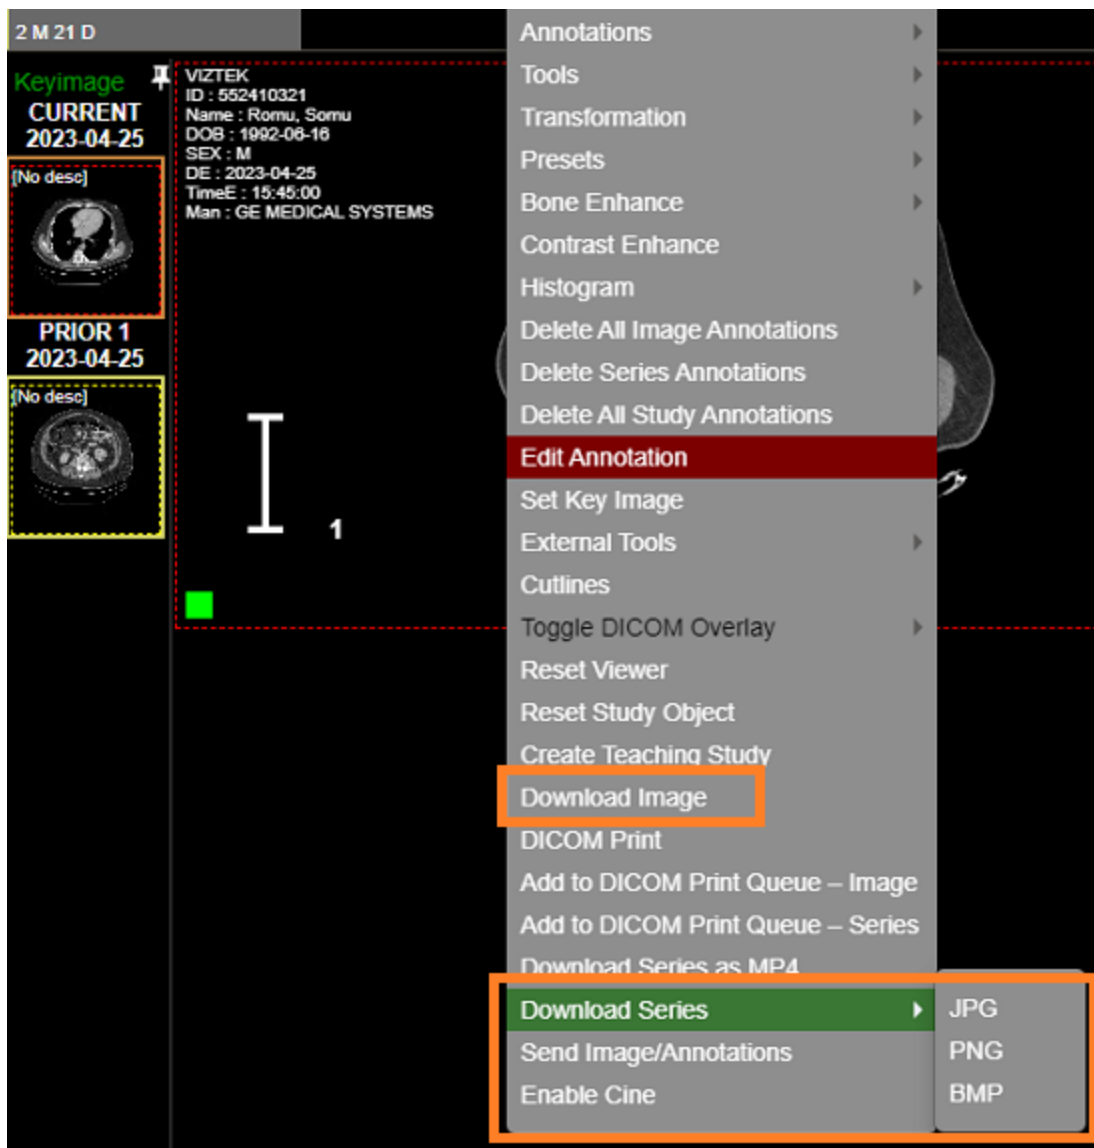 2 M 21 D
Keyimage
CURRENT
2023-04-25
[No desc]
PRIOR 1
2023-04-25
[No desc]
VIZTEK
ID : 552410321
Name : Romu, Somu
DOB : 1992-06-16
SEX : M
DE : 2023-04-25
TimeE : 15:45:00
Man : GE MEDICAL SYSTEMS
1
Annotations
Tools
Transformation
Presets
Bone Enhance
Contrast Enhance
Histogram
Delete All Image Annotations
Delete Series Annotations
Delete All Study Annotations
Edit Annotation
Set Key Image
External Tools
Cutlines
Toggle DICOM Overlay
Reset Viewer
Reset Study Object
Create Teaching Study
Download Image
DICOM Print
Add to DICOM Print Queue – Image
Add to DICOM Print Queue – Series
Download Series as MP4
Download Series
Send Image/Annotations
Enable Cine
JPG
PNG
BMP